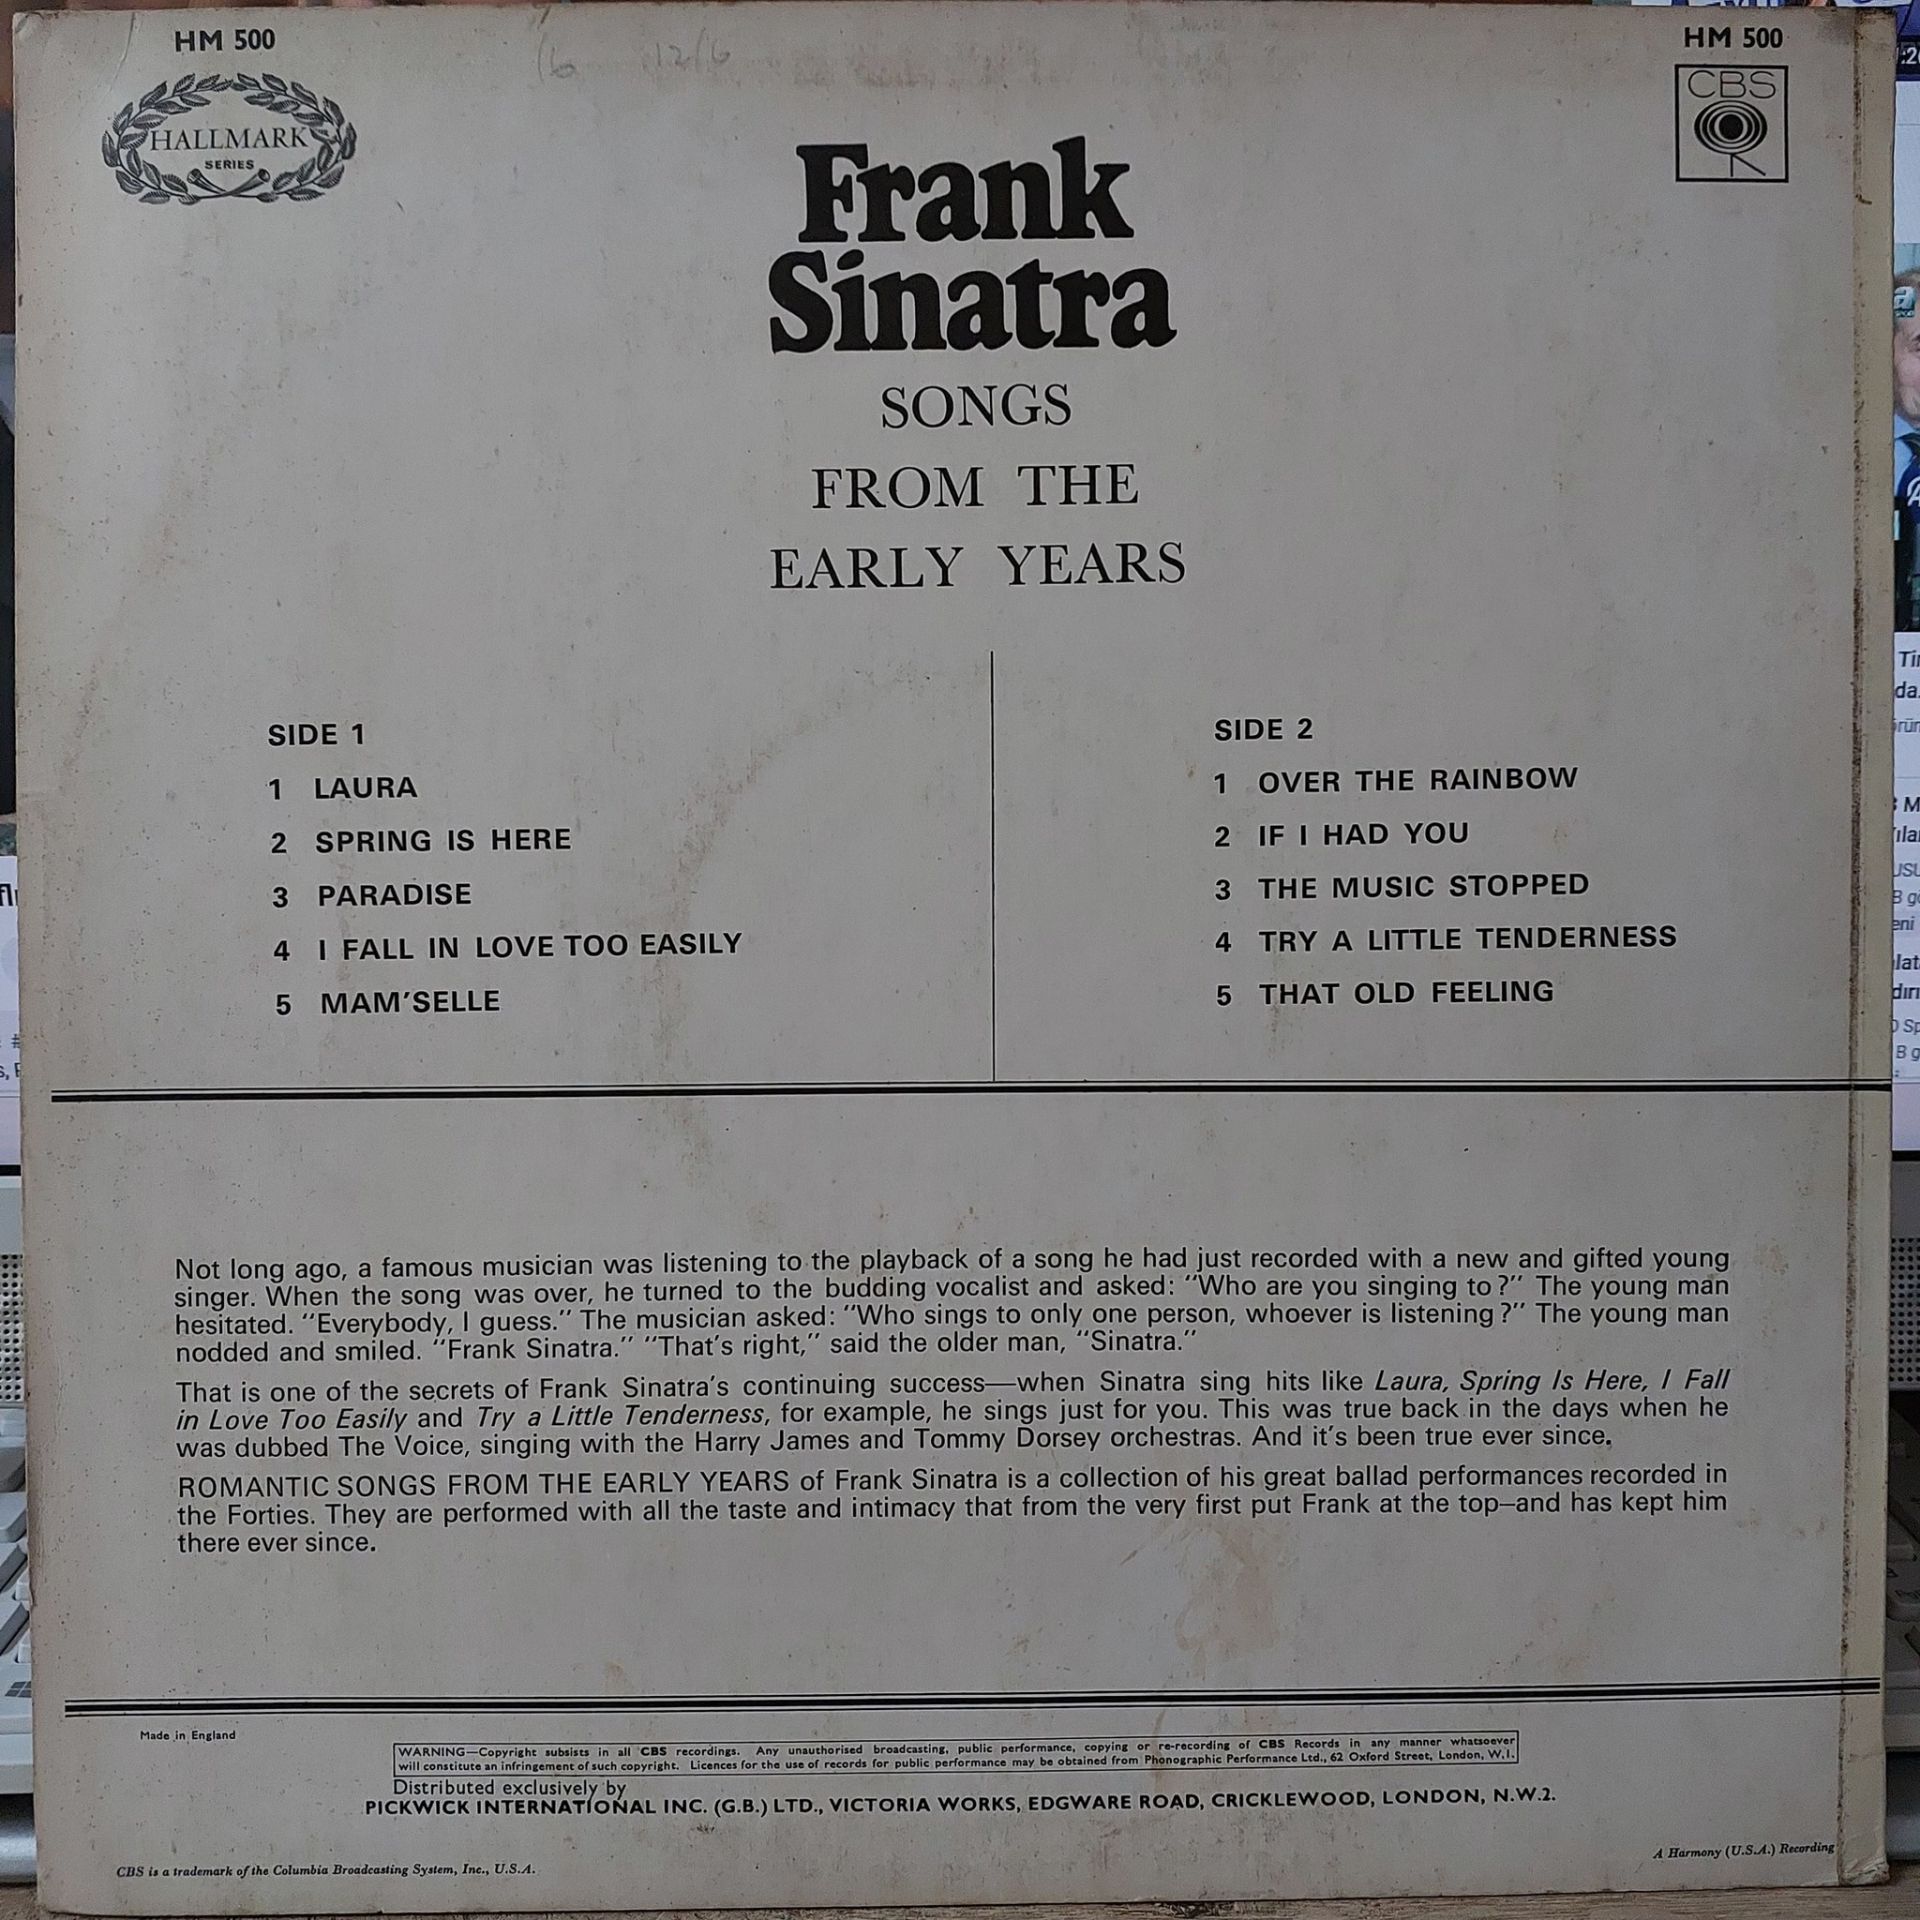 HM 500
HM 500
HALLMARK
SERIES
CBS
Frank
Sinatra
SONGS
FROM THE
EARLY YEARS
SIDE 1
1 LAURA
2 SPRING IS HERE
3 PARADISE
4 I FALL IN LOVE TOO EASILY
5 MAM'SELLE
SIDE 2
1 OVER THE RAINBOW
2 IF I HAD YOU
3 THE MUSIC STOPPED
4 TRY A LITTLE TENDERNESS
5 THAT OLD FEELING
Not long ago, a famous musician was listening to the playback of a song he had just recorded with a new and gifted young
singer. When the song was over, he turned to the budding vocalist and asked: "Who are you singing to?" The young man
hesitated. "Everybody, I guess." The musician asked: "Who sings to only one person, whoever is listening?" The young man
nodded and smiled. "Frank Sinatra." "That's right," said the older man, "Sinatra."
That is one of the secrets of Frank Sinatra's continuing success—when Sinatra sing hits like Laura, Spring Is Here, I Fall
in Love Too Easily and Try a Little Tenderness, for example, he sings just for you. This was true back in the days when he
was dubbed The Voice, singing with the Harry James and Tommy Dorsey orchestras. And it's been true ever since.
ROMANTIC SONGS FROM THE EARLY YEARS of Frank Sinatra is a collection of his great ballad performances recorded in
the Forties. They are performed with all the taste and intimacy that from the very first put Frank at the top—and has kept him
there ever since.
Made in England
WARNING—Copyright subsists in all CBS recordings. Any unauthorised broadcasting, public performance, copying or re-recording of CBS Records in any manner whatsoever
will constitute an infringement of such copyright. Licences for the use of records for public performance may be obtained from Phonographic Performance Ltd., 62 Oxford Street, London, W.1.
Distributed exclusively by
PICKWICK INTERNATIONAL INC. (G.B.) LTD., VICTORIA WORKS, EDGWARE ROAD, CRICKLEWOOD, LONDON, N.W.2.
A Harmony (U.S.A.) Recording
CBS is a trademark of the Columbia Broadcasting System, Inc., U.S.A.